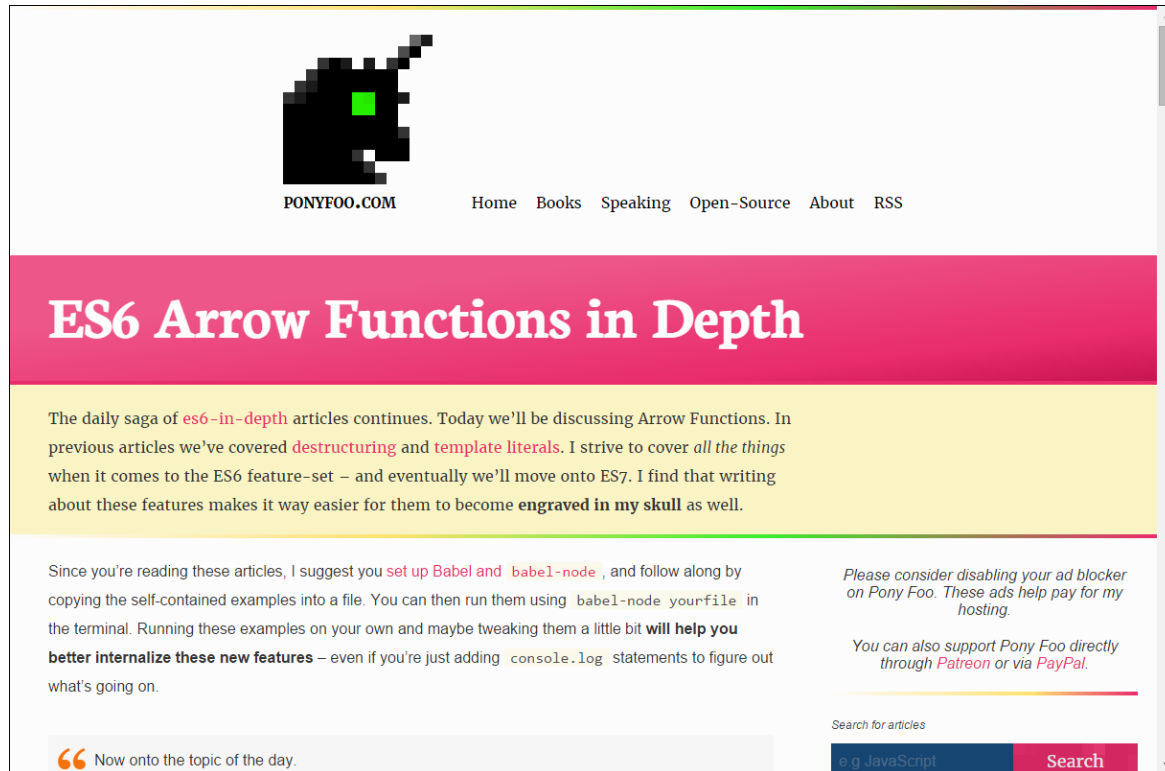 PONYFOO.COM
Home Books Speaking Open-Source About RSS
ES6 Arrow Functions in Depth
The daily saga of es6-in-depth articles continues. Today we’ll be discussing Arrow Functions. In
previous articles we’ve covered destructuring and template literals. I strive to cover all the things
when it comes to the ES6 feature-set – and eventually we’ll move onto ES7. I find that writing
about these features makes it way easier for them to become engraved in my skull as well.
Since you’re reading these articles, I suggest you set up Babel and babel-node , and follow along by
copying the self-contained examples into a file. You can then run them using babel-node yourfile in
the terminal. Running these examples on your own and maybe tweaking them a little bit will help you
better internalize these new features – even if you’re just adding console.log statements to figure out
what’s going on.
“ Now onto the topic of the day.
Please consider disabling your ad blocker
on Pony Foo. These ads help pay for my
hosting.
You can also support Pony Foo directly
through Patreon or via PayPal.
Search for articles
e.g JavaScript
Search